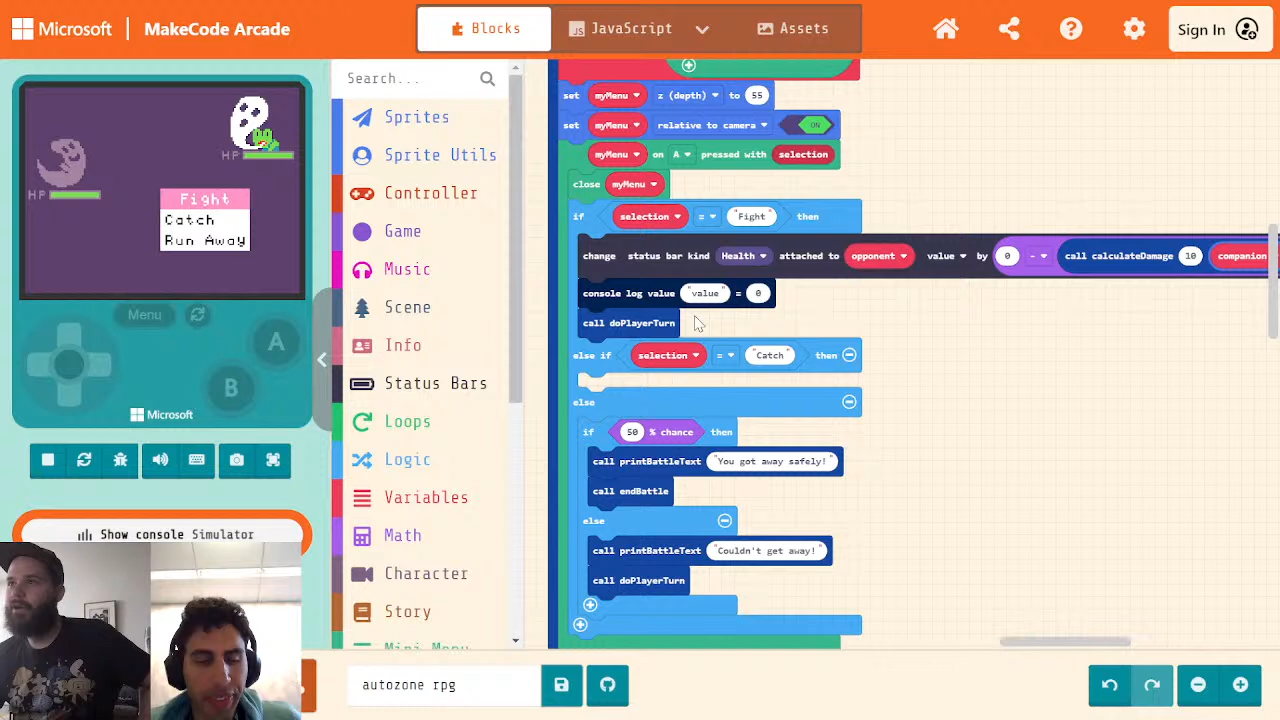 Microsoft
MakeCode Arcade
Blocks
JavaScript
Assets
Sign In
HP
HP
Fight
Catch
Run Away
Menu
A
B
Microsoft
Show console Simulator
Search...
Sprites
Sprite Utils
Controller
Game
Music
Scene
Info
Status Bars
Loops
Logic
Variables
Math
Character
Story
Mini Menu
set myMenu z (depth) to 55
set myMenu relative to camera ON
myMenu on A pressed with selection
close myMenu
if selection = "Fight" then
change status bar kind Health attached to opponent value by 0 - call calculateDamage 10 companion
console log value "value" = 0
call doPlayerTurn
else if selection = "Catch" then
else
if 50 % chance then
call printBattleText "You got away safely!"
call endBattle
else
call printBattleText "Couldn't get away!"
call doPlayerTurn
autozone rpg